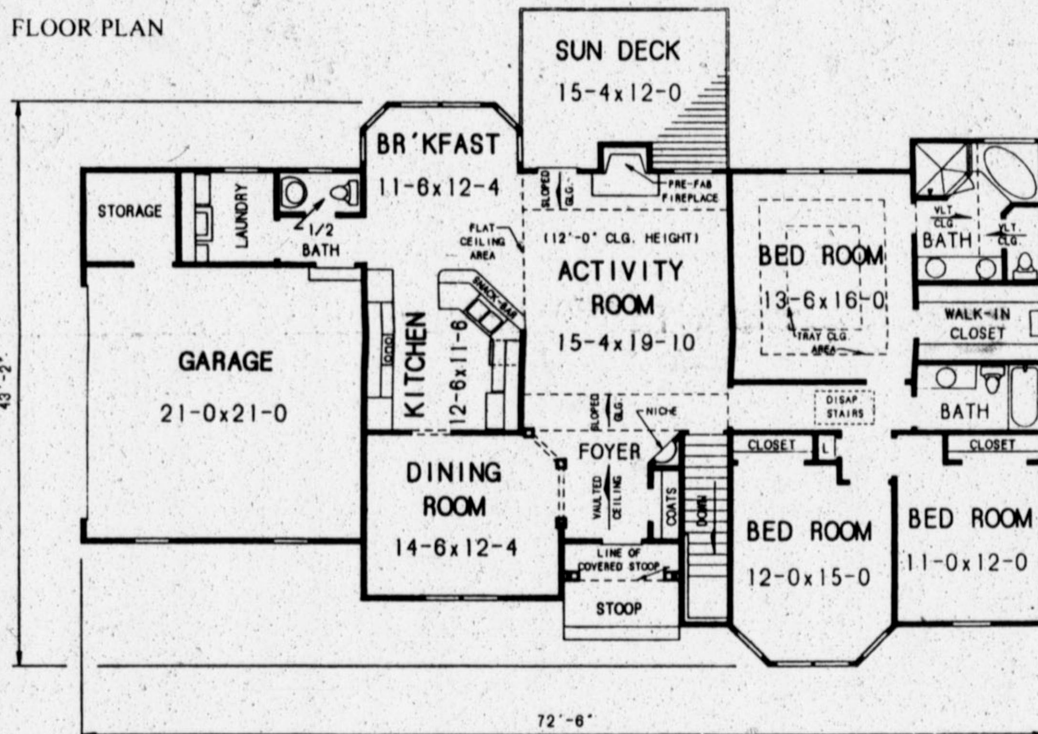 FLOOR PLAN
SUN DECK
15-4x12-0
BR'KFAST
11-6x12-4
STORAGE
LAUNDRY
1/2
BATH
SLOPED
CLG.
PRE-FAB
FIREPLACE
FLAT
CEILING
AREA
(12'-0" CLG. HEIGHT)
ACTIVITY
ROOM
15-4x19-10
BED ROOM
13-6x16-0
TRAY CLG.
AREA
VLT
CLG.
BATH
VLT.
CLG.
WALK-IN
CLOSET
SNACK-BAR
KITCHEN
12-6x11-6
GARAGE
21-0x21-0
43'-2"
SLOPED
CLG.
NICHE
DISAP.
STAIRS
BATH
FOYER
VAULTED
CEILING
COATS
DOWN
CLOSET
L
CLOSET
DINING
ROOM
14-6x12-4
BED ROOM
12-0x15-0
BED ROOM
11-0x12-0
LINE OF
COVERED STOOP
STOOP
72'-6"